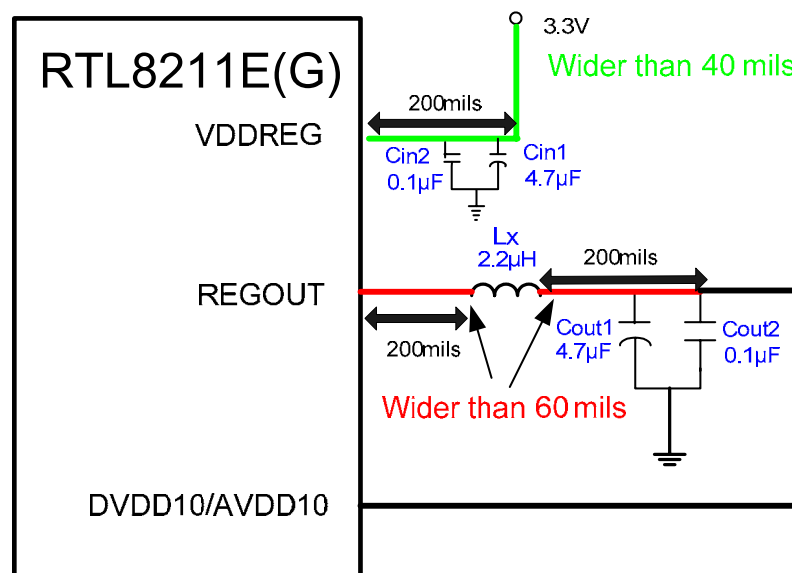 3.3V
Wider than 40 mils
RTL8211E(G)
200mils
VDDREG
Cin2
0.1µF
Cin1
4.7µF
Lx
2.2µH
200mils
REGOUT
200mils
Cout1
4.7µF
Cout2
0.1µF
Wider than 60 mils
DVDD10/AVDD10